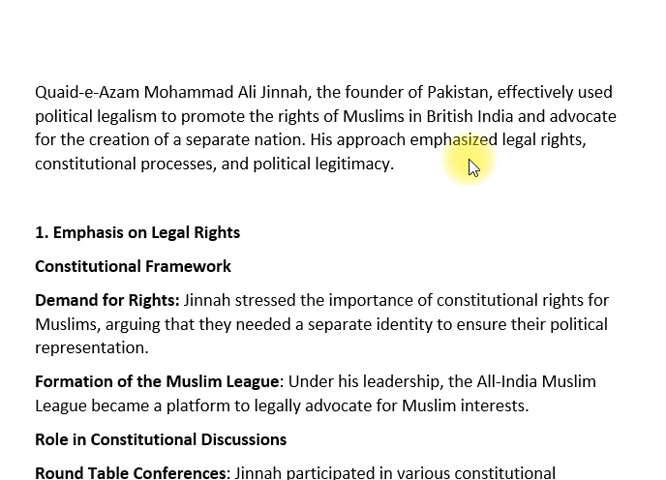 Quaid-e-Azam Mohammad Ali Jinnah, the founder of Pakistan, effectively used
political legalism to promote the rights of Muslims in British India and advocate
for the creation of a separate nation. His approach emphasized legal rights,
constitutional processes, and political legitimacy.
1. Emphasis on Legal Rights
Constitutional Framework
Demand for Rights: Jinnah stressed the importance of constitutional rights for
Muslims, arguing that they needed a separate identity to ensure their political
representation.
Formation of the Muslim League: Under his leadership, the All-India Muslim
League became a platform to legally advocate for Muslim interests.
Role in Constitutional Discussions
Round Table Conferences: Jinnah participated in various constitutional